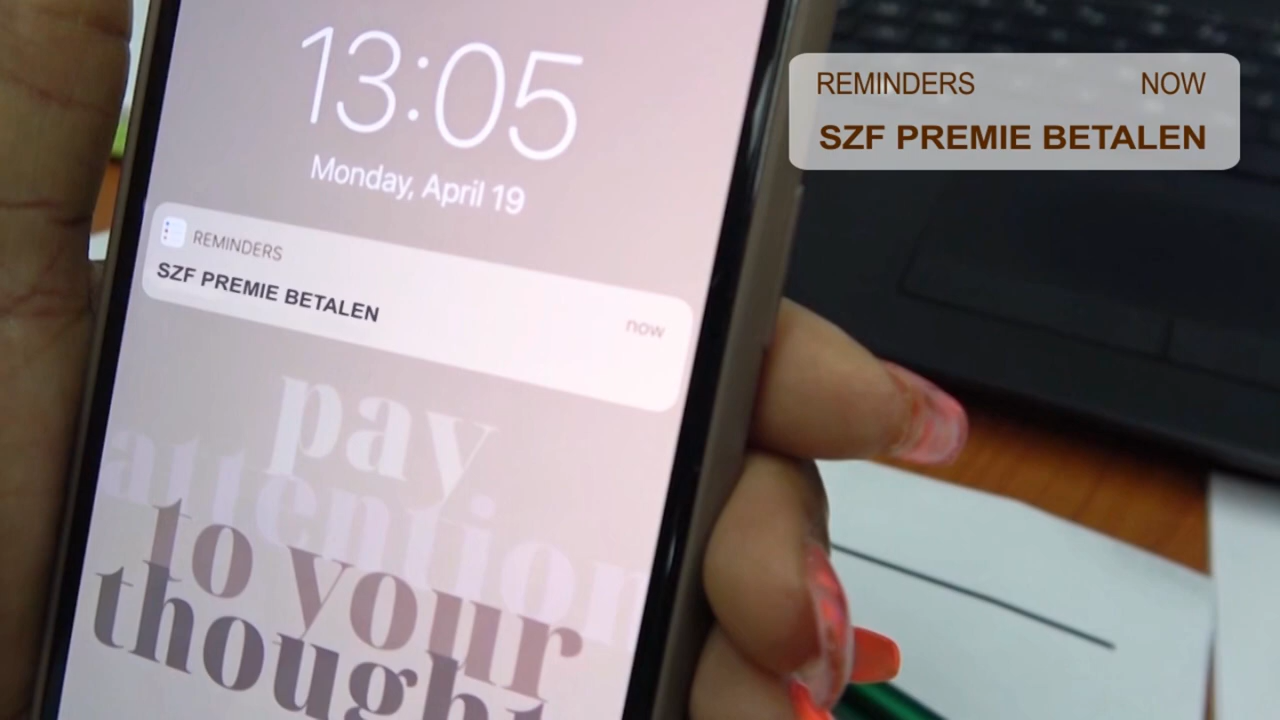 13:05
Monday, April 19
REMINDERS
SZF PREMIE BETALEN
now
pay
attention
to your
thought
REMINDERS NOW
SZF PREMIE BETALEN